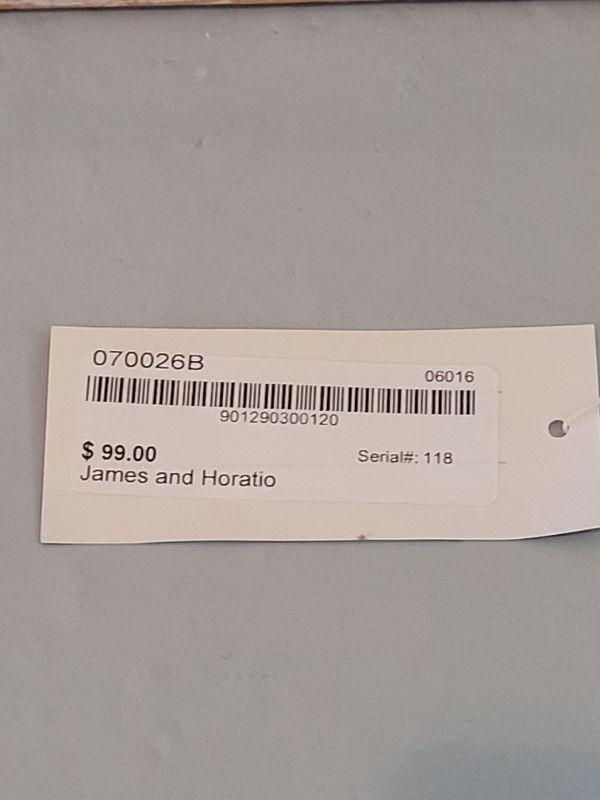 070026B
06016
901290300120
$ 99.00
Serial#: 118
James and Horatio